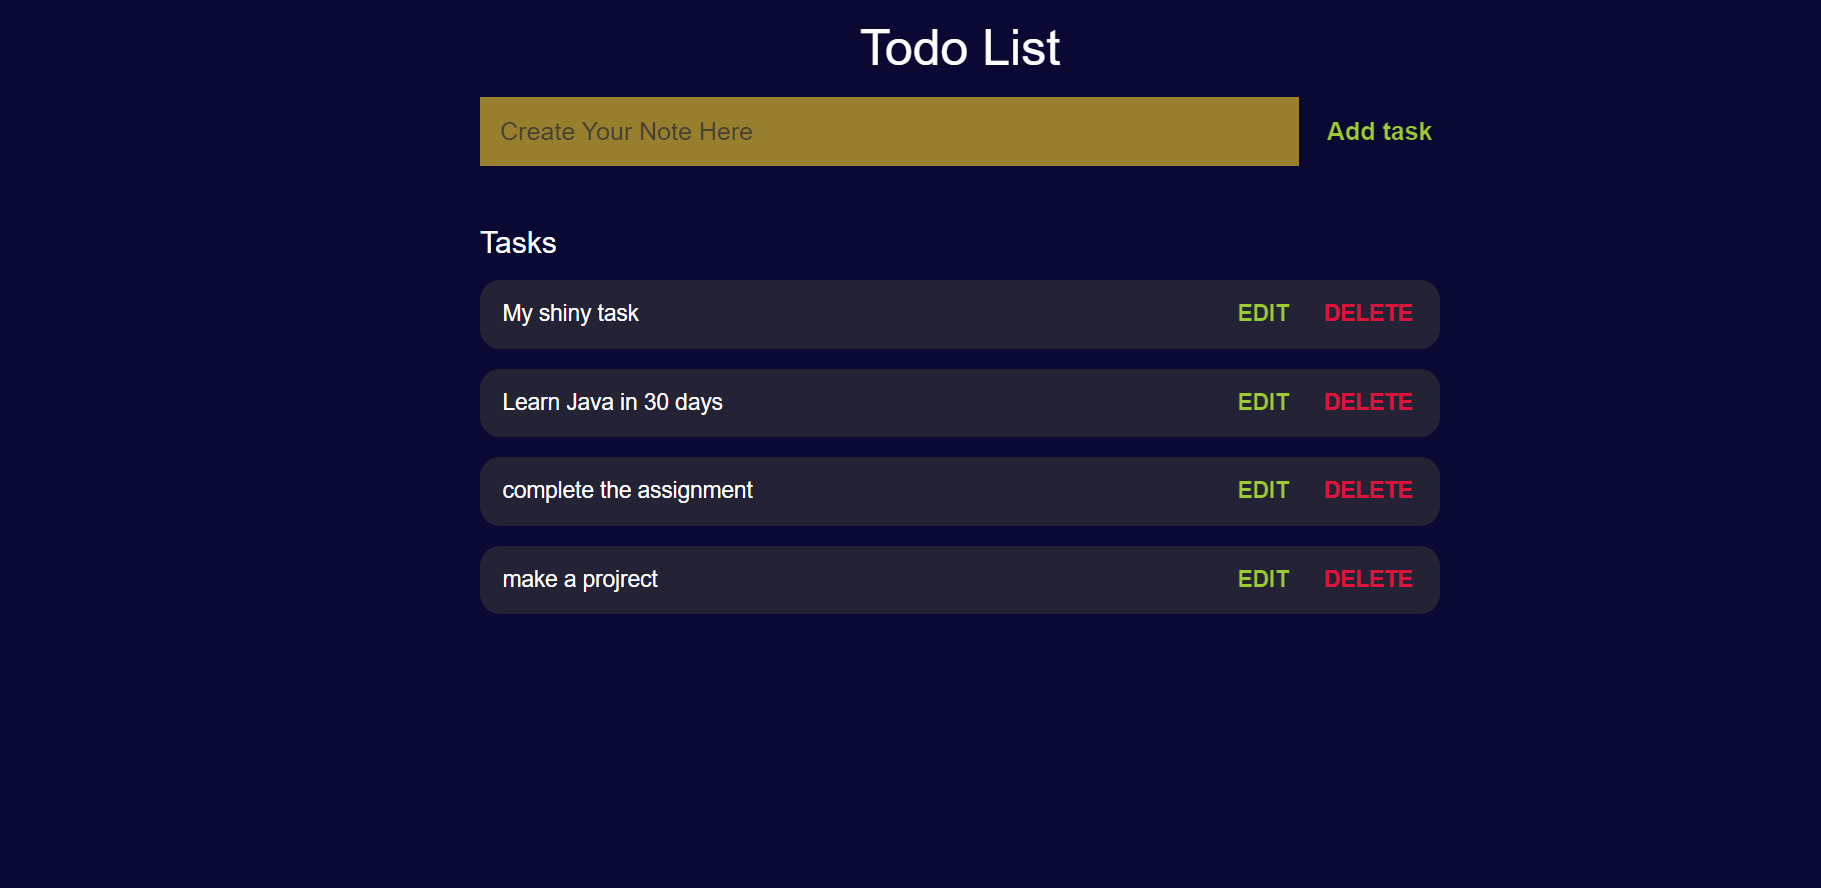 Todo List
Create Your Note Here Add task
Tasks
My shiny task EDIT DELETE
Learn Java in 30 days EDIT DELETE
complete the assignment EDIT DELETE
make a projrect EDIT DELETE